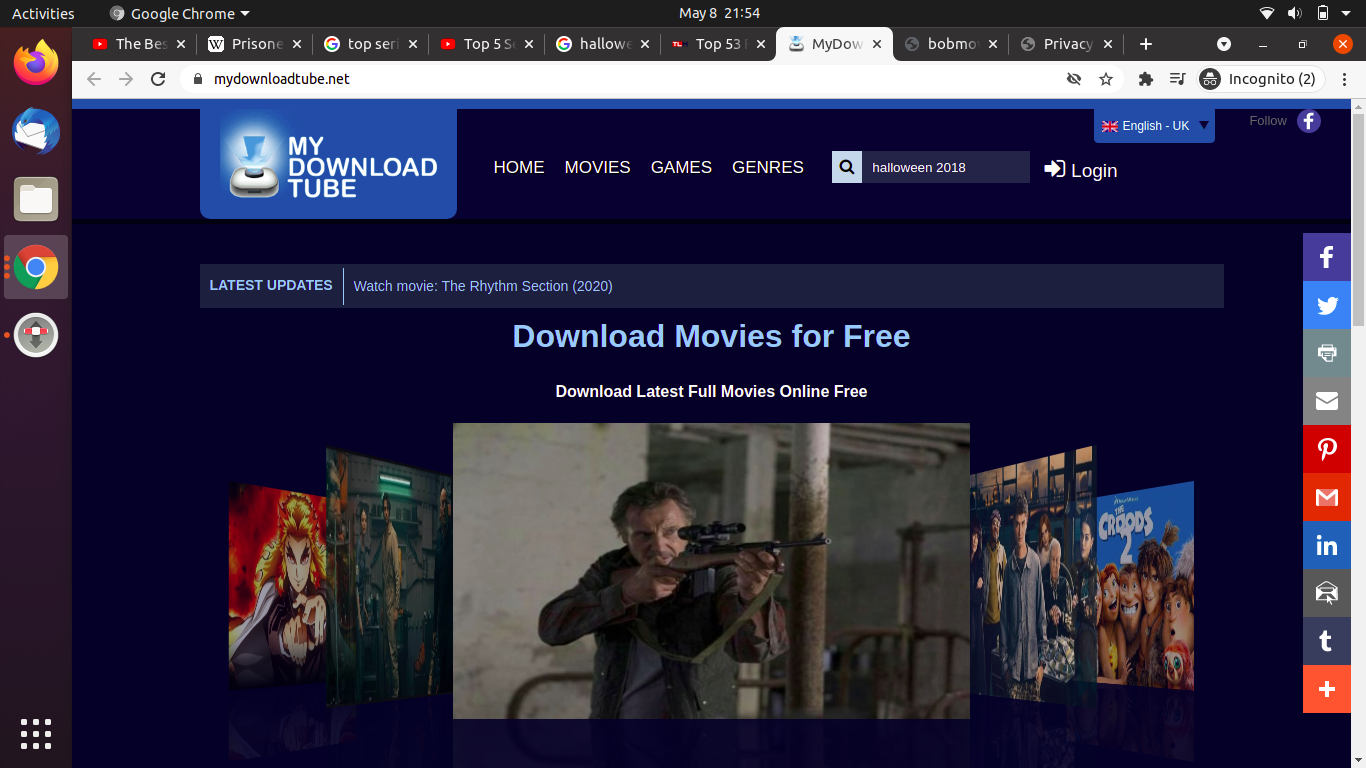 Activities
Google Chrome
May 8 21:54
The Bes
Prisone
top seri
Top 5 Se
hallowe
Top 53
MyDow
bobmov
Privacy
mydownloadtube.net
Incognito (2)
MY
DOWNLOAD
TUBE
HOME MOVIES GAMES GENRES
halloween 2018
Login
English - UK
Follow
LATEST UPDATES
Watch movie: The Rhythm Section (2020)
Download Movies for Free
Download Latest Full Movies Online Free
THE
CROODS
2